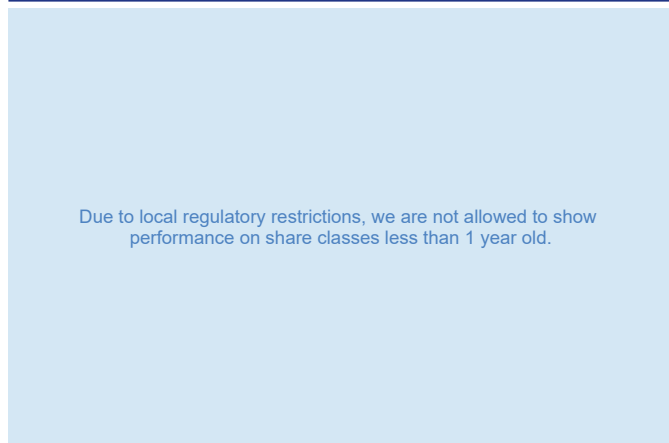 Due to local regulatory restrictions, we are not allowed to show
performance on share classes less than 1 year old.